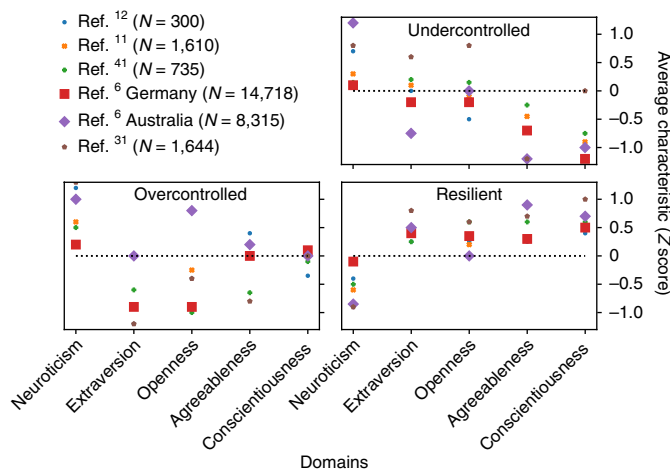 Ref. 12 (N = 300)
Ref. 11 (N = 1,610)
Ref. 41 (N = 735)
Ref. 6 Germany (N = 14,718)
Ref. 6 Australia (N = 8,315)
Ref. 31 (N = 1,644)
Undercontrolled
1.0
0.5
0
−0.5
−1.0
Overcontrolled
Resilient
1.0
0.5
0
−0.5
−1.0
Average characteristic (Z score)
Neuroticism
Extraversion
Openness
Agreeableness
Conscientiousness
Neuroticism
Extraversion
Openness
Agreeableness
Conscientiousness
Domains